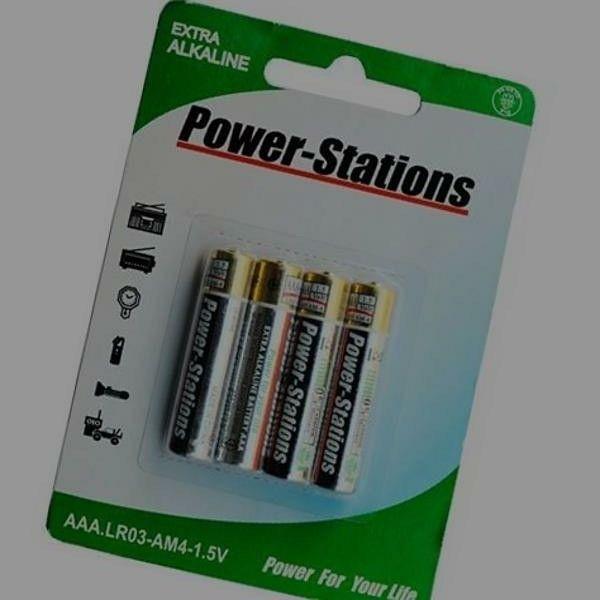 EXTRA
ALKALINE
Power-Stations
Power-Stations
EXTRA ALKALINE BATTERY AAA
Power-Stations
Power-Stations
AAA.LR03-AM4-1.5V
Power For Your Life